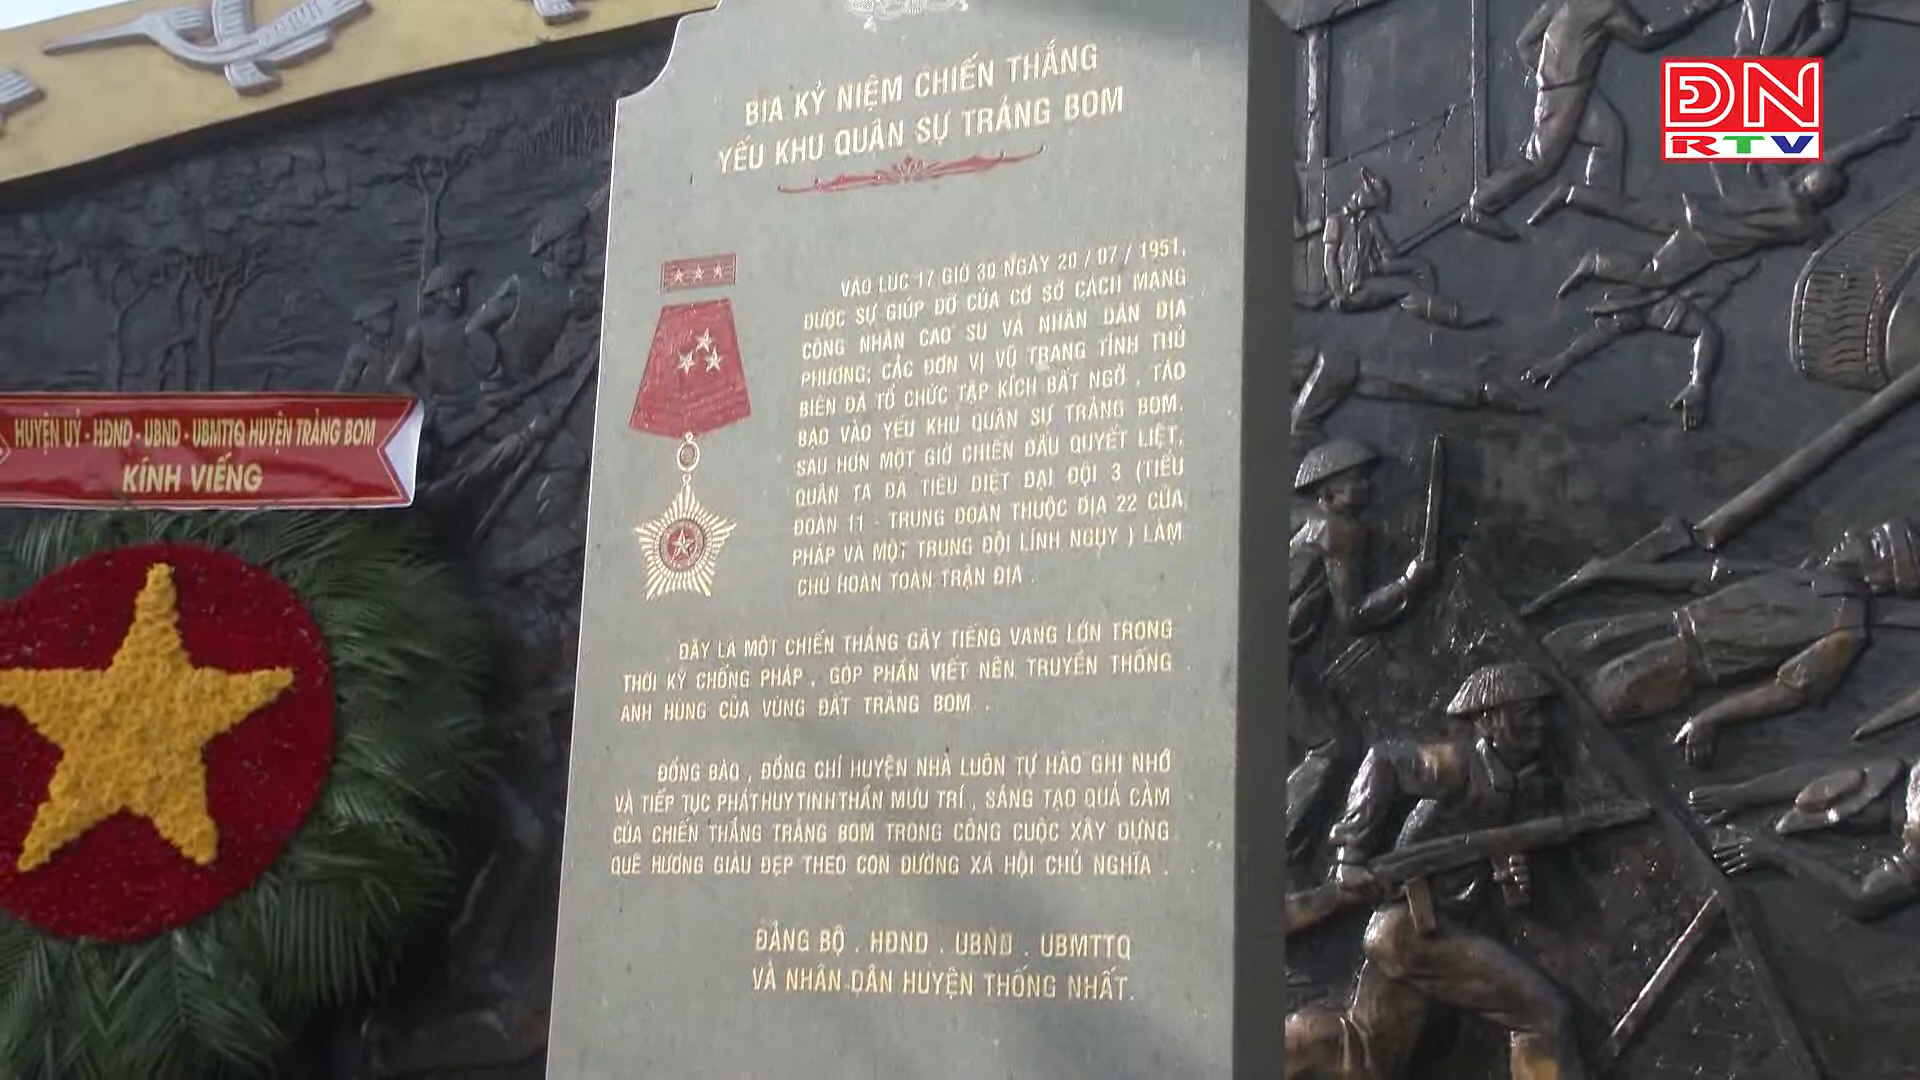 ĐN
RTV
BIA KỶ NIỆM CHIẾN THẮNG
YẾU KHU QUÂN SỰ TRẢNG BOM
VÀO LÚC 17 GIỜ 30 NGÀY 20 / 07 / 1951,
ĐƯỢC SỰ GIÚP ĐỠ CỦA CƠ SỞ CÁCH MẠNG
CÔNG NHÂN CAO SU VÀ NHÂN DÂN ĐỊA
PHƯƠNG; CÁC ĐƠN VỊ VŨ TRANG TỈNH THỦ
BIÊN ĐÃ TỔ CHỨC TẬP KÍCH BẤT NGỜ , TÁO
BẠO VÀO YẾU KHU QUÂN SỰ TRẢNG BOM.
SAU HƠN MỘT GIỜ CHIẾN ĐẤU QUYẾT LIỆT,
QUÂN TA ĐÃ TIÊU DIỆT ĐẠI ĐỘI 3 (TIỂU
ĐOÀN 11 - TRUNG ĐOÀN THUỘC ĐỊA 22 CỦA
PHÁP VÀ MỘT TRUNG ĐỘI LÍNH NGỤY ) LÀM
CHỦ HOÀN TOÀN TRẬN ĐỊA .
ĐÂY LÀ MỘT CHIẾN THẮNG GÂY TIẾNG VANG LỚN TRONG
THỜI KỲ CHỐNG PHÁP , GÓP PHẦN VIẾT NÊN TRUYỀN THỐNG
ANH HÙNG CỦA VÙNG ĐẤT TRẢNG BOM .
ĐỒNG BÀO , ĐỒNG CHÍ HUYỆN NHÀ LUÔN TỰ HÀO GHI NHỚ
VÀ TIẾP TỤC PHÁT HUY TINH THẦN MƯU TRÍ , SÁNG TẠO QUẢ CẢM
CỦA CHIẾN THẮNG TRẢNG BOM TRONG CÔNG CUỘC XÂY DỰNG
QUÊ HƯƠNG GIÀU ĐẸP THEO CON ĐƯỜNG XÃ HỘI CHỦ NGHĨA .
ĐẢNG BỘ . HĐND . UBND . UBMTTQ
VÀ NHÂN DÂN HUYỆN THỐNG NHẤT.
HUYỆN UỶ - HĐND - UBND - UBMTTQ HUYỆN TRẢNG BOM
KÍNH VIẾNG